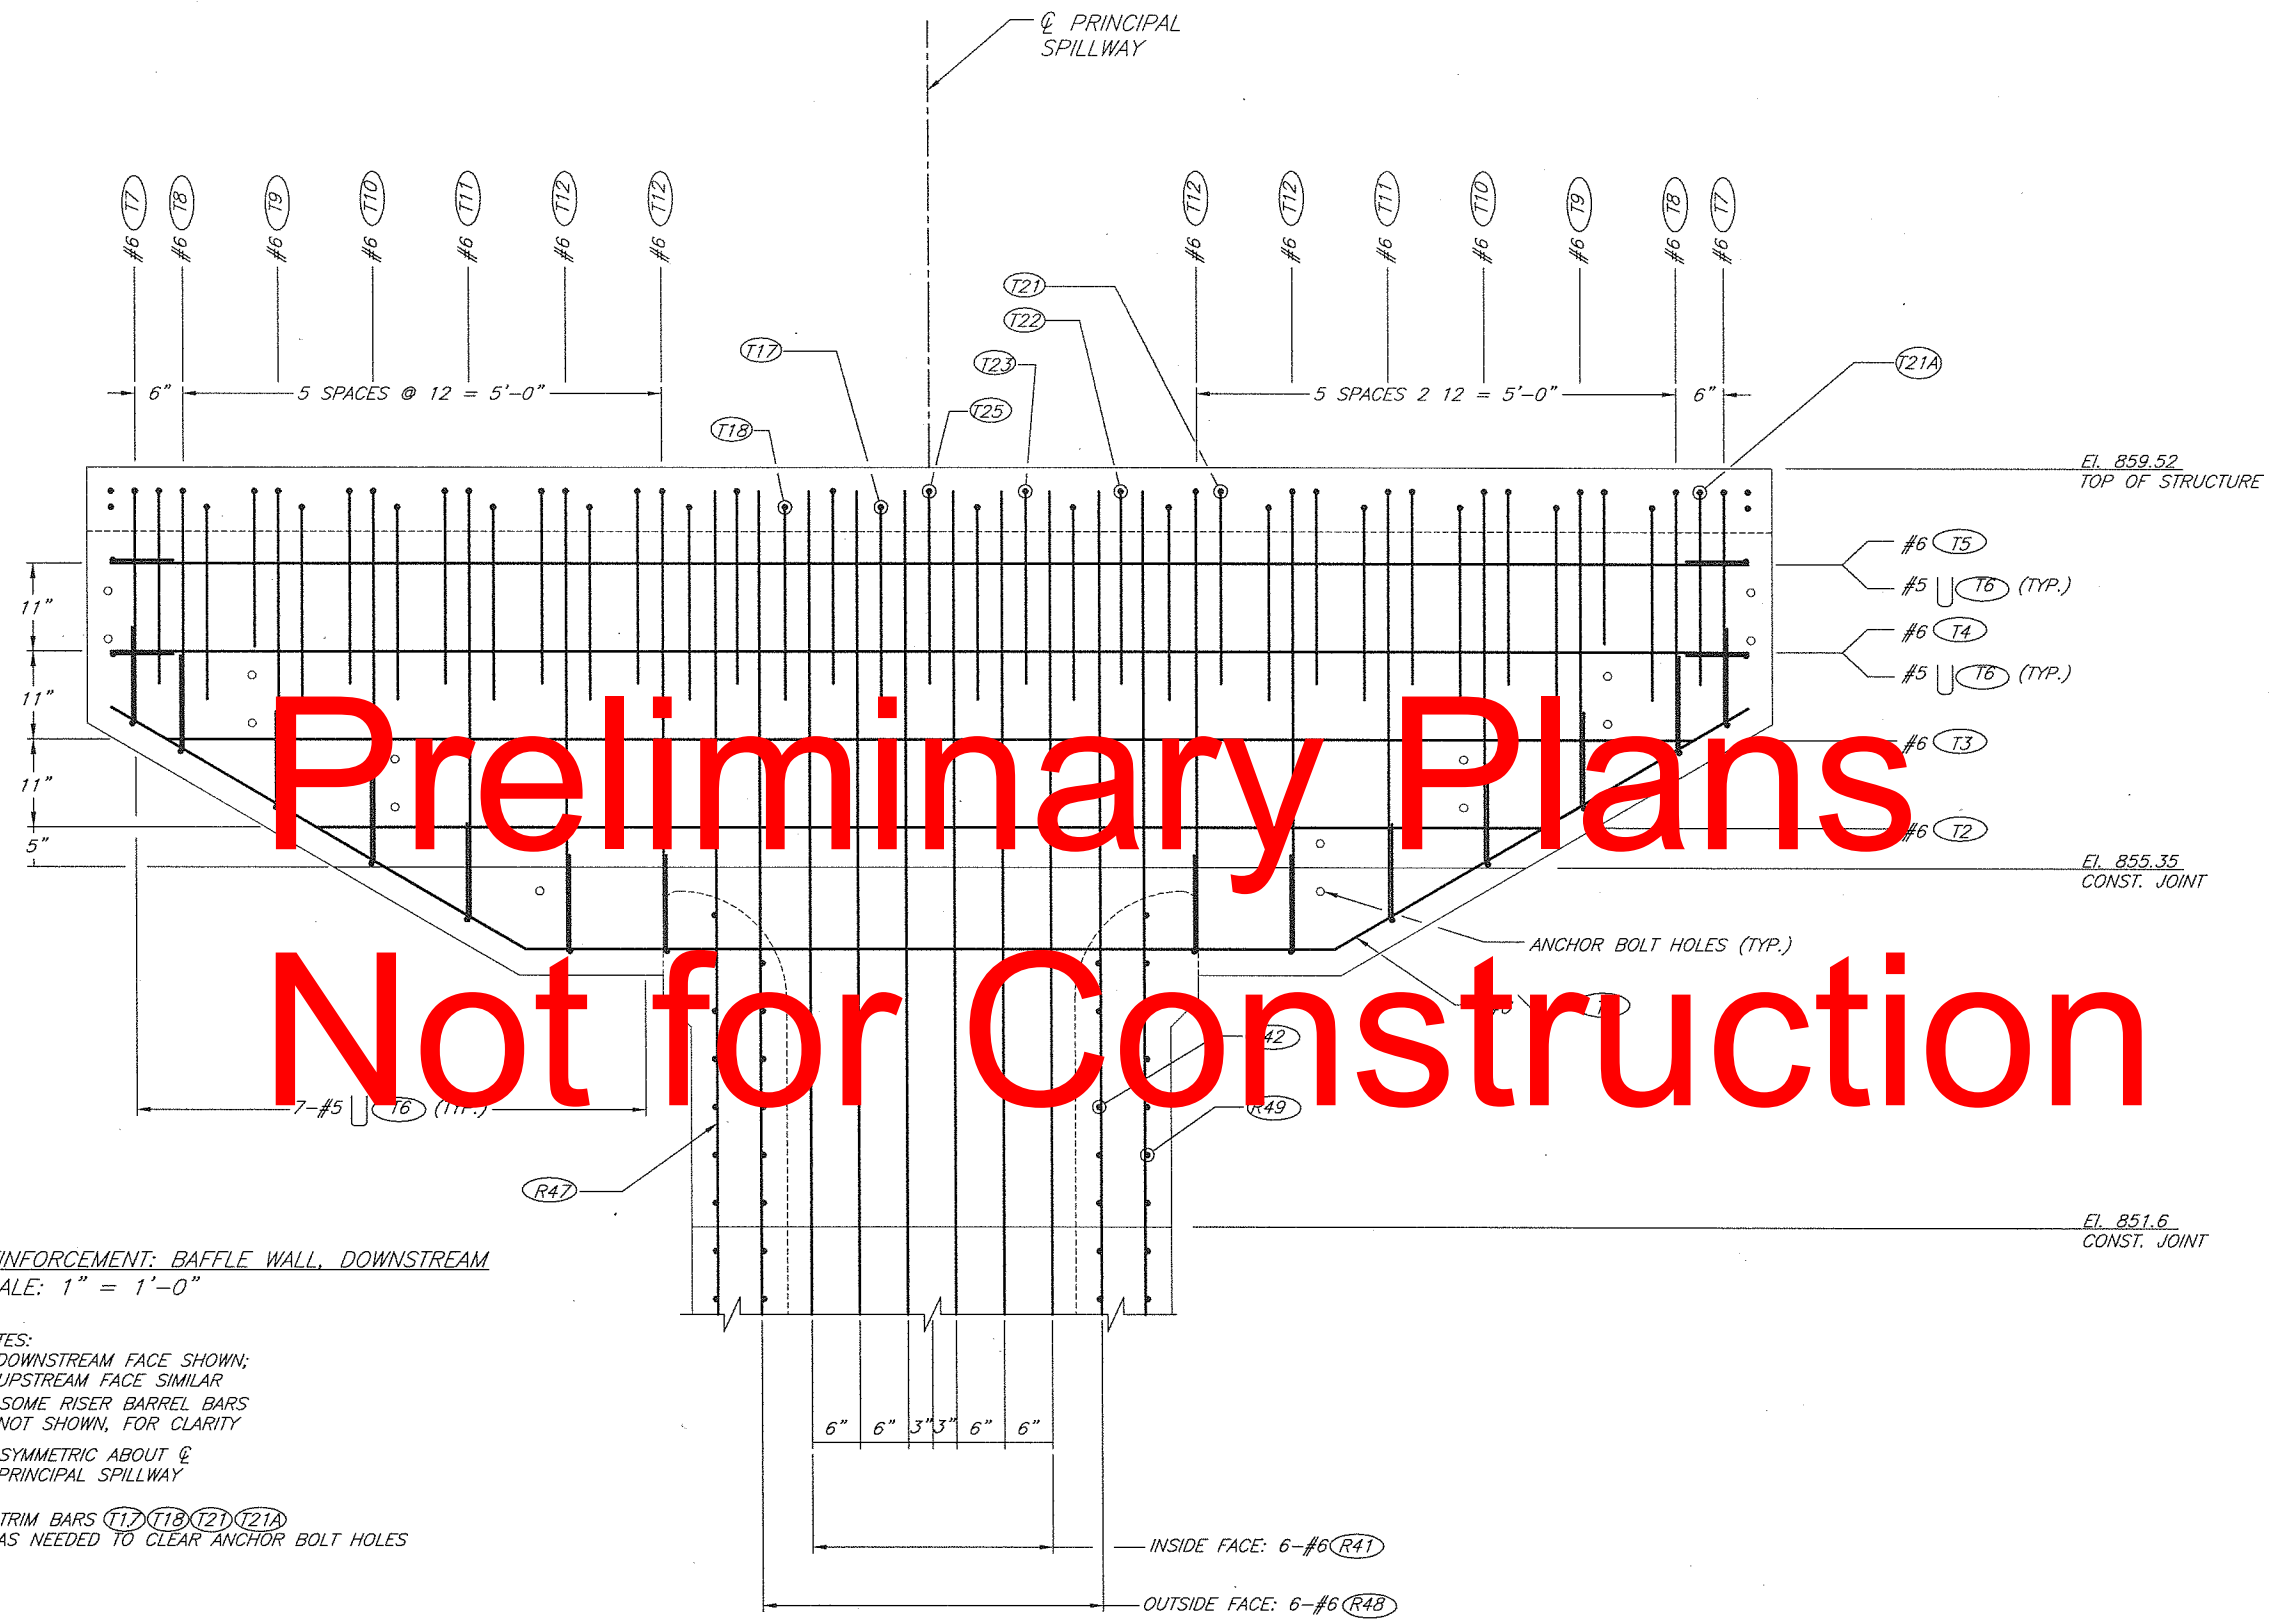 ℄ PRINCIPAL
SPILLWAY
#6 T7
#6 T8
#6 T9
#6 T10
#6 T11
#6 T12
#6 T12
#6 T12
#6 T12
#6 T11
#6 T10
#6 T9
#6 T8
#6 T7
T21
T22
T17
T23
T21A
6"
5 SPACES @ 12 = 5'-0"
5 SPACES 2 12 = 5'-0"
6"
T25
T18
El. 859.52
TOP OF STRUCTURE
#6 T5
#5 T6 (TYP.)
#6 T4
#5 T6 (TYP.)
11"
11"
11"
5"
#6 T3
#6 T2
Preliminary Plans
El. 855.35
CONST. JOINT
ANCHOR BOLT HOLES (TYP.)
Not for Construction
42
7-#5 T6 (TYP.)
R49
R47
El. 851.6
CONST. JOINT
INFORCEMENT: BAFFLE WALL, DOWNSTREAM
ALE: 1" = 1'-0"
TES:
DOWNSTREAM FACE SHOWN;
UPSTREAM FACE SIMILAR
SOME RISER BARREL BARS
NOT SHOWN, FOR CLARITY
SYMMETRIC ABOUT ℄
PRINCIPAL SPILLWAY
TRIM BARS T17 T18 T21 T21A
AS NEEDED TO CLEAR ANCHOR BOLT HOLES
6" 6" 3" 3" 6" 6"
INSIDE FACE: 6-#6 R41
OUTSIDE FACE: 6-#6 R48